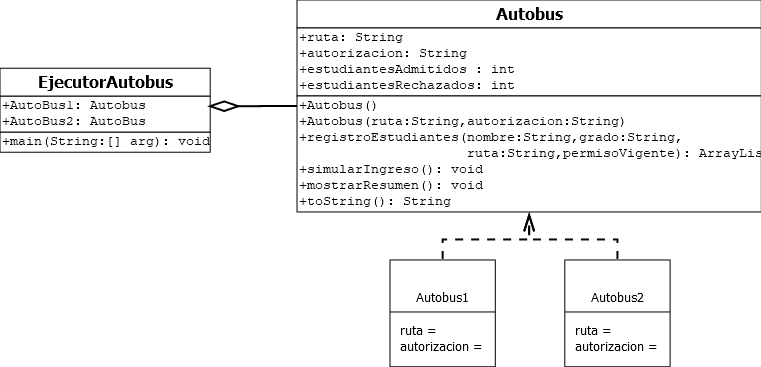 Autobus
+ruta: String
+autorizacion: String
+estudiantesAdmitidos : int
+estudiantesRechazados: int
+Autobus()
+Autobus(ruta:String,autorizacion:String)
+registroEstudiantes(nombre:String,grado:String,
ruta:String,permisoVigente): ArrayLis
+simularIngreso(): void
+mostrarResumen(): void
+toString(): String
EjecutorAutobus
+AutoBus1: Autobus
+AutoBus2: AutoBus
+main(String:[] arg): void
Autobus1
ruta =
autorizacion =
Autobus2
ruta =
autorizacion =